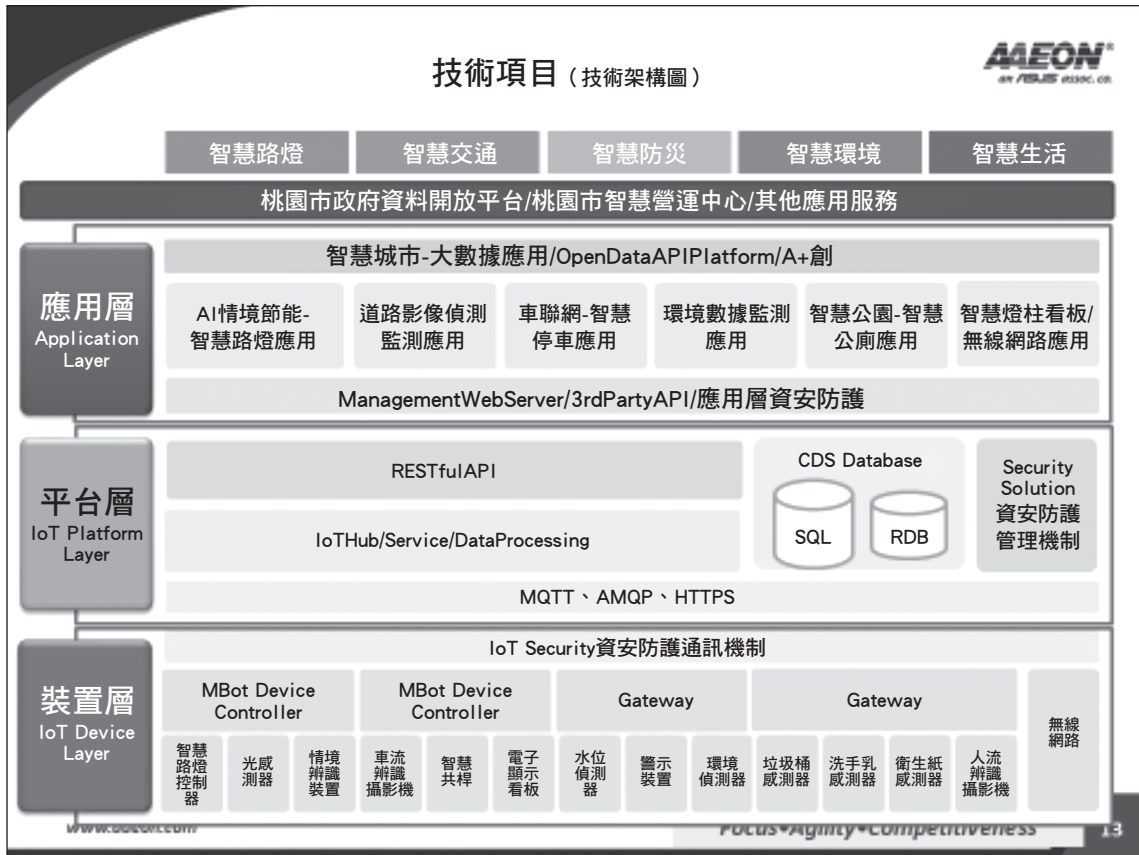 技術項目(技術架構圖)
AAEON®
an ASUS assoc. co.
智慧路燈
智慧交通
智慧防災
智慧環境
智慧生活
桃園市政府資料開放平台/桃園市智慧營運中心/其他應用服務
應用層
Application
Layer
智慧城市-大數據應用/OpenDataAPIPlatform/A+創
AI情境節能-
智慧路燈應用
道路影像偵測
監測應用
車聯網-智慧
停車應用
環境數據監測
應用
智慧公園-智慧
公廁應用
智慧燈柱看板/
無線網路應用
ManagementWebServer/3rdPartyAPI/應用層資安防護
平台層
IoT Platform
Layer
RESTfulAPI
IoTHub/Service/DataProcessing
CDS Database
SQL
RDB
Security
Solution
資安防護
管理機制
MQTT、AMQP、HTTPS
裝置層
IoT Device
Layer
IoT Security資安防護通訊機制
MBot Device
Controller
MBot Device
Controller
Gateway
Gateway
無線
網路
智慧
路燈
控制
器
光感
測器
情境
辨識
裝置
車流
辨識
攝影機
智慧
共桿
電子
顯示
看板
水位
偵測
器
警示
裝置
環境
偵測器
垃圾桶
感測器
洗手乳
感測器
衛生紙
感測器
人流
辨識
攝影機
www.aaeon.com
Focus•Agility•Competitiveness
13